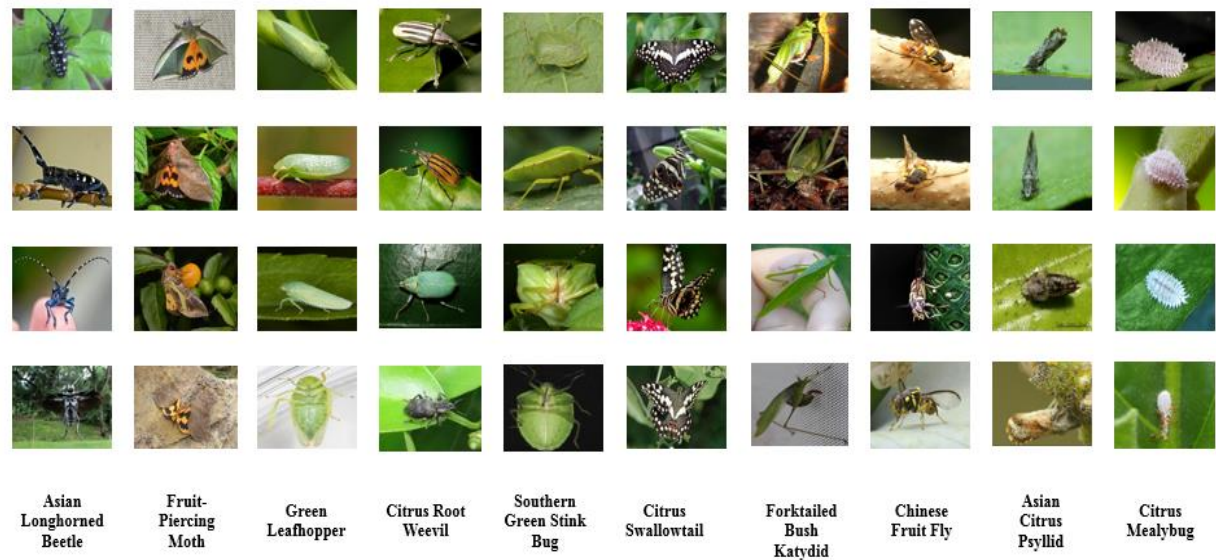 Asian
Longhorned
Beetle
Fruit-
Piercing
Moth
Green
Leafhopper
Citrus Root
Weevil
Southern
Green Stink
Bug
Citrus
Swallowtail
Forktailed
Bush
Katydid
Chinese
Fruit Fly
Asian
Citrus
Psyllid
Citrus
Mealybug